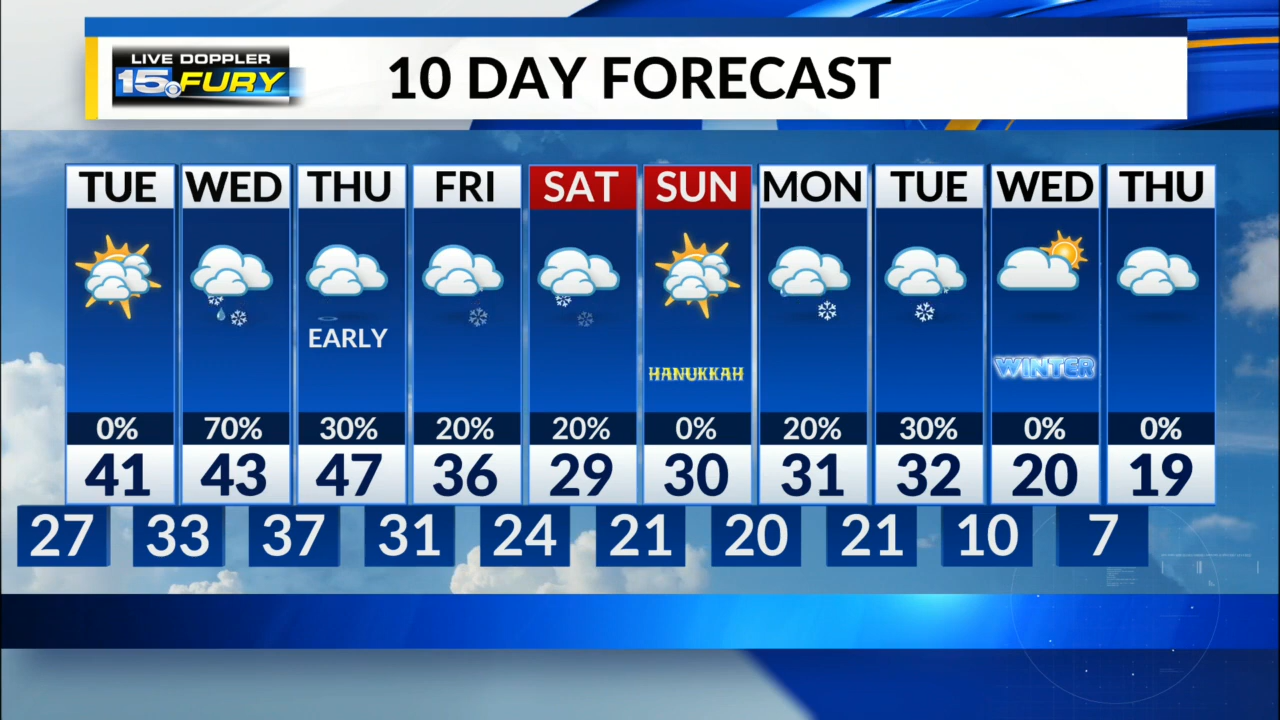 LIVE DOPPLER
15 FURY
10 DAY FORECAST
TUE WED THU FRI SAT SUN MON TUE WED THU
EARLY
HANUKKAH WINTER
0% 70% 30% 20% 20% 0% 20% 30% 0% 0%
41 43 47 36 29 30 31 32 20 19
27 33 37 31 24 21 20 21 10 7